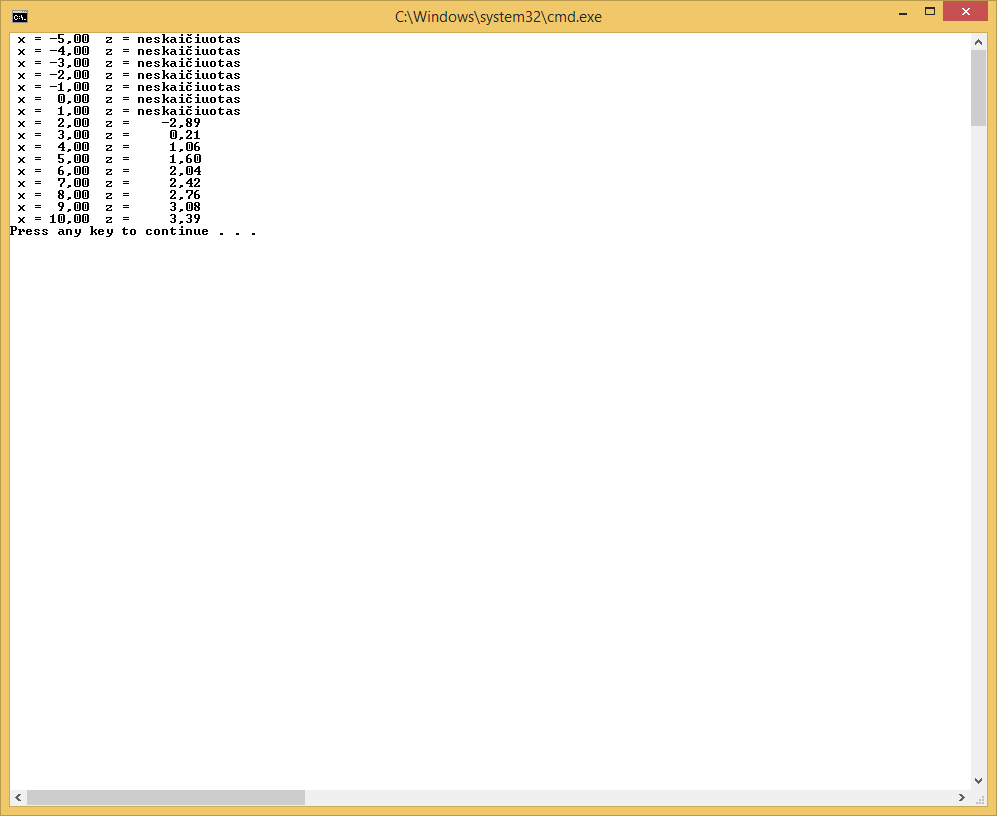 C:\Windows\system32\cmd.exe
x = -5,00 z = neskaičiuotas
x = -4,00 z = neskaičiuotas
x = -3,00 z = neskaičiuotas
x = -2,00 z = neskaičiuotas
x = -1,00 z = neskaičiuotas
x = 0,00 z = neskaičiuotas
x = 1,00 z = neskaičiuotas
x = 2,00 z = -2,89
x = 3,00 z = 0,21
x = 4,00 z = 1,06
x = 5,00 z = 1,60
x = 6,00 z = 2,04
x = 7,00 z = 2,42
x = 8,00 z = 2,76
x = 9,00 z = 3,08
x = 10,00 z = 3,39
Press any key to continue . . .